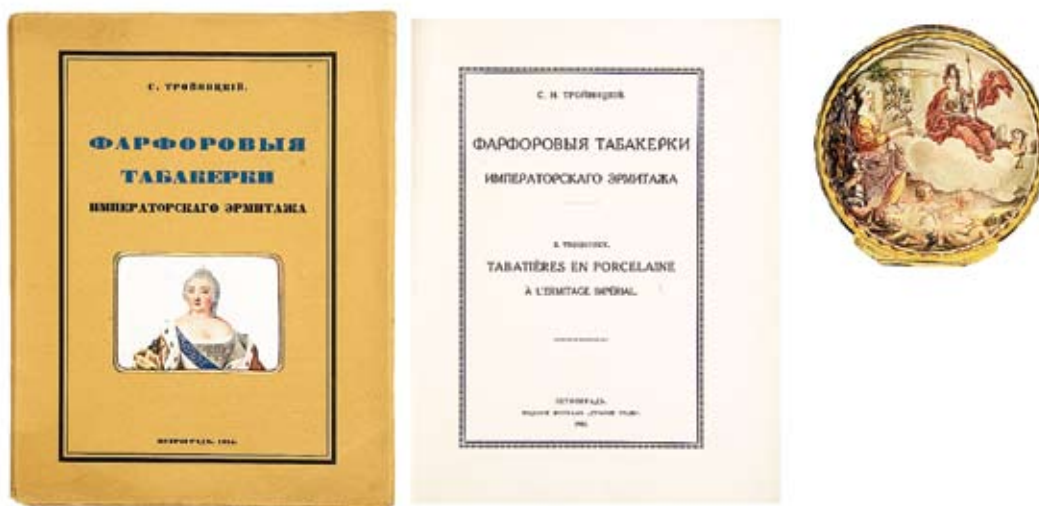 С. ТРОЙНИЦКІЙ.
ФАРФОРОВЫЯ
ТАБАКЕРКИ
ИМПЕРАТОРСКАГО ЭРМИТАЖА
ПЕТРОГРАДЪ,
С. Н. ТРОЙНИЦКІЙ.
ФАРФОРОВЫЯ ТАБАКЕРКИ
ИМПЕРАТОРСКАГО ЭРМИТАЖА
TABATIÈRES EN PORCELAINE
À L'ERMITAGE IMPÉRIAL.
ПЕТРОГРАДЪ.